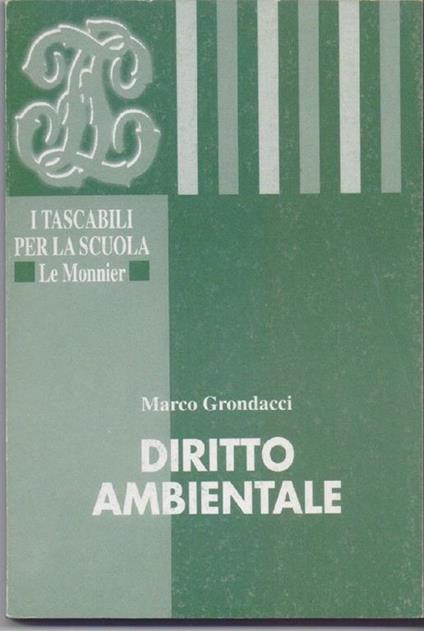 I TASCABILI
PER LA SCUOLA
Le Monnier
Marco Grondacci
DIRITTO
AMBIENTALE